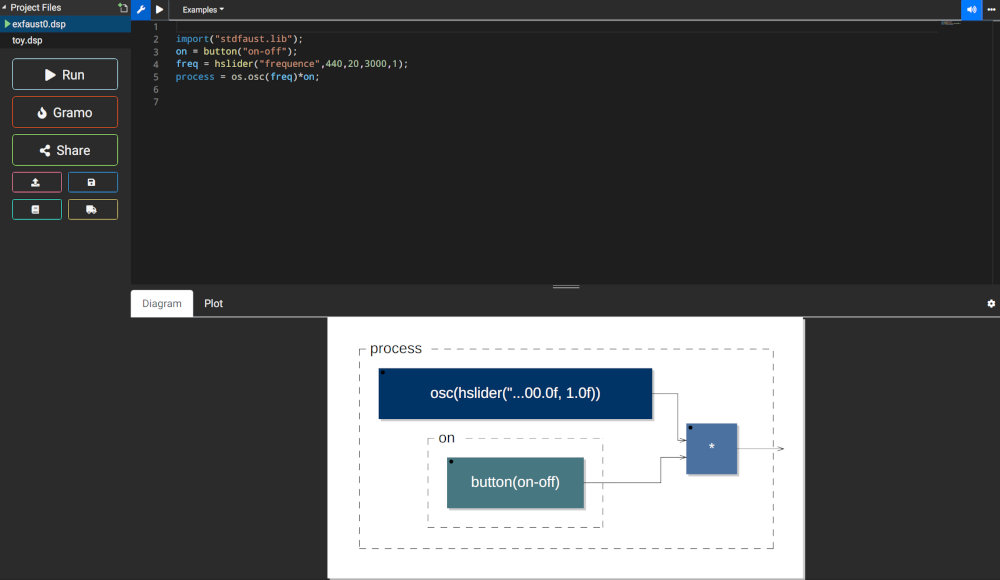 Project Files
exfaust0.dsp
toy.dsp
Run
Gramo
Share
Examples
1
2 import("stdfaust.lib");
3 on = button("on-off");
4 freq = hslider("frequence",440,20,3000,1);
5 process = os.osc(freq)*on;
6
7
Diagram Plot
process
osc(hslider("...00.0f, 1.0f))
on
button(on-off)
*